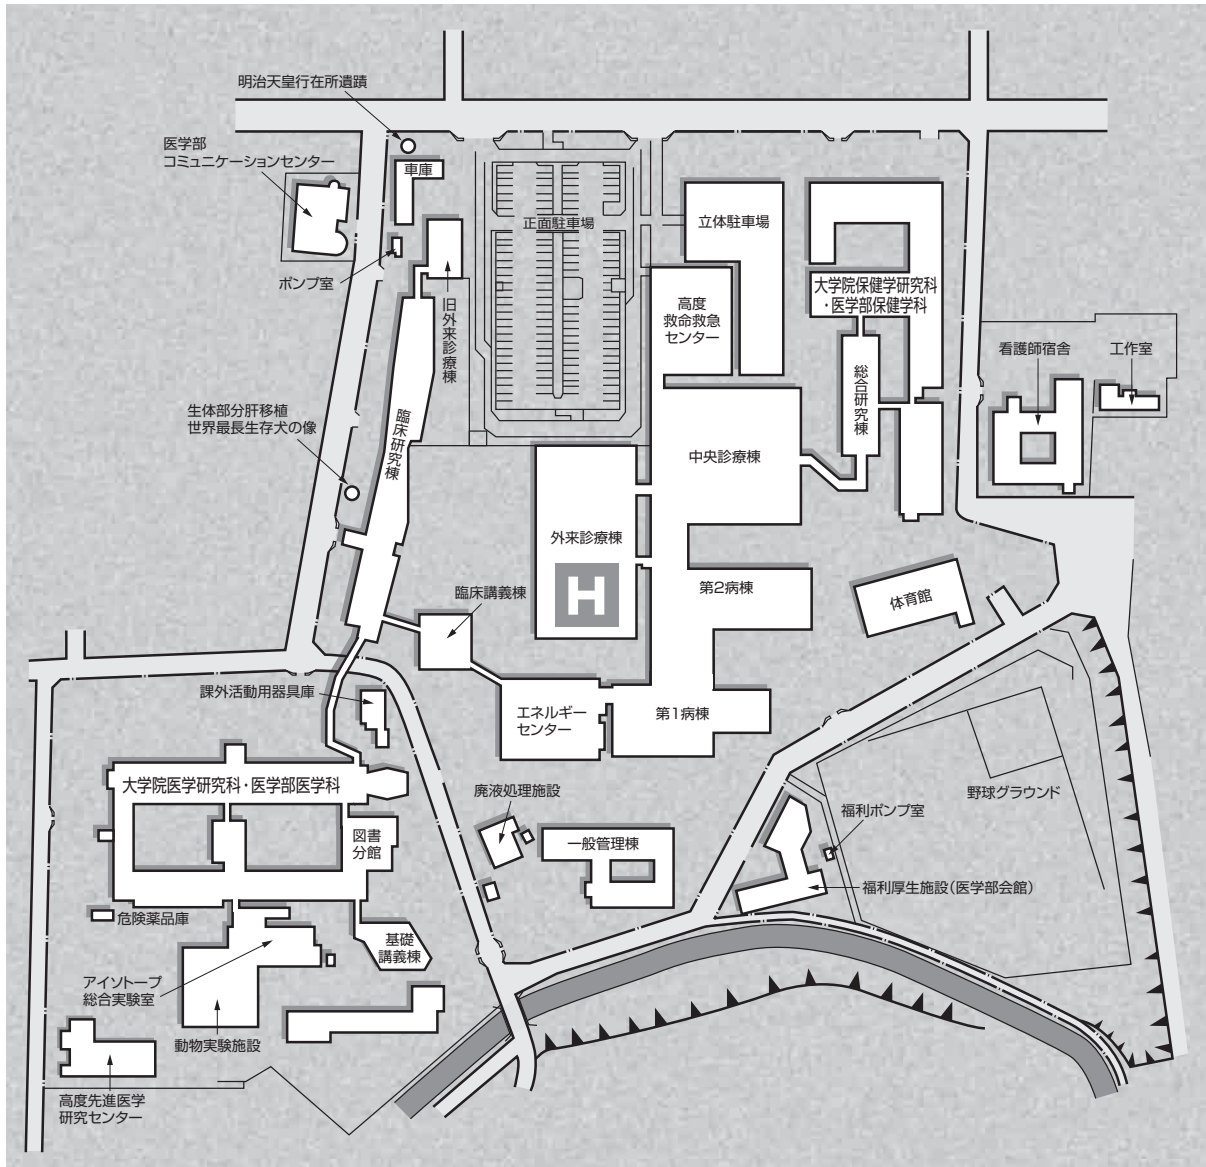 明治天皇行在所遺蹟
医学部
コミュニケーションセンター
車庫
正面駐車場
立体駐車場
ポンプ室
旧外来診療棟
高度
救命救急
センター
大学院保健学研究科
・医学部保健学科
看護師宿舎
工作室
総合研究棟
生体部分肝移植
世界最長生存犬の像
臨床研究棟
中央診療棟
外来診療棟
H
臨床講義棟
第2病棟
体育館
課外活動用器具庫
エネルギー
センター
第1病棟
大学院医学研究科・医学部医学科
廃液処理施設
野球グラウンド
福利ポンプ室
図書
分館
一般管理棟
福利厚生施設(医学部会館)
危険薬品庫
基礎
講義棟
アイソトープ
総合実験室
動物実験施設
高度先進医学
研究センター